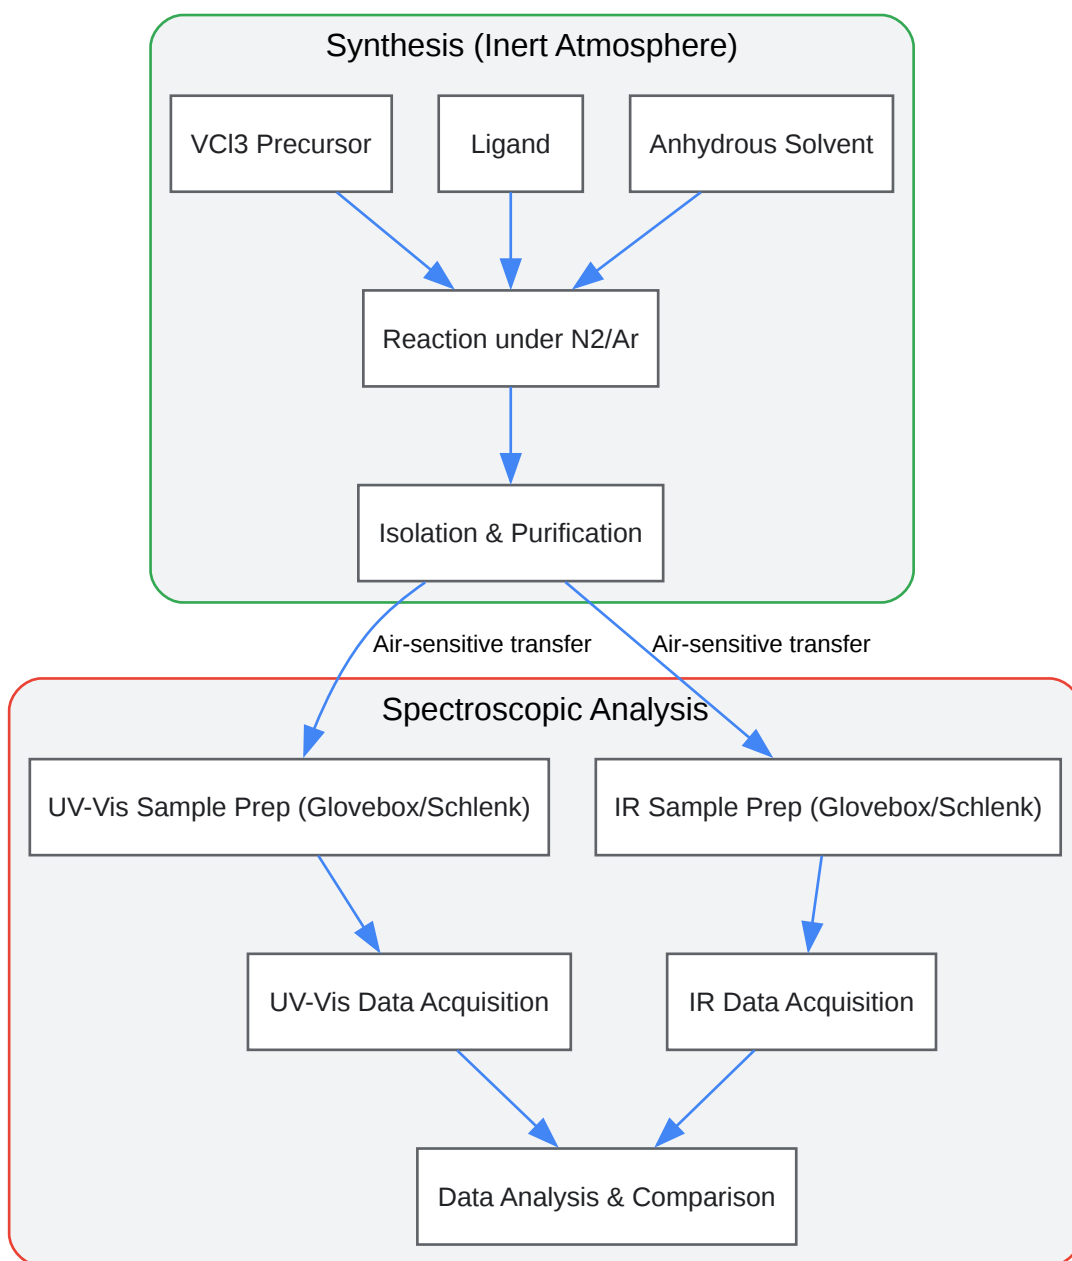 Synthesis (Inert Atmosphere)
VCl3 Precursor
Ligand
Anhydrous Solvent
Reaction under N2/Ar
Isolation & Purification
Air-sensitive transfer
Air-sensitive transfer
Spectroscopic Analysis
UV-Vis Sample Prep (Glovebox/Schlenk)
IR Sample Prep (Glovebox/Schlenk)
UV-Vis Data Acquisition
IR Data Acquisition
Data Analysis & Comparison